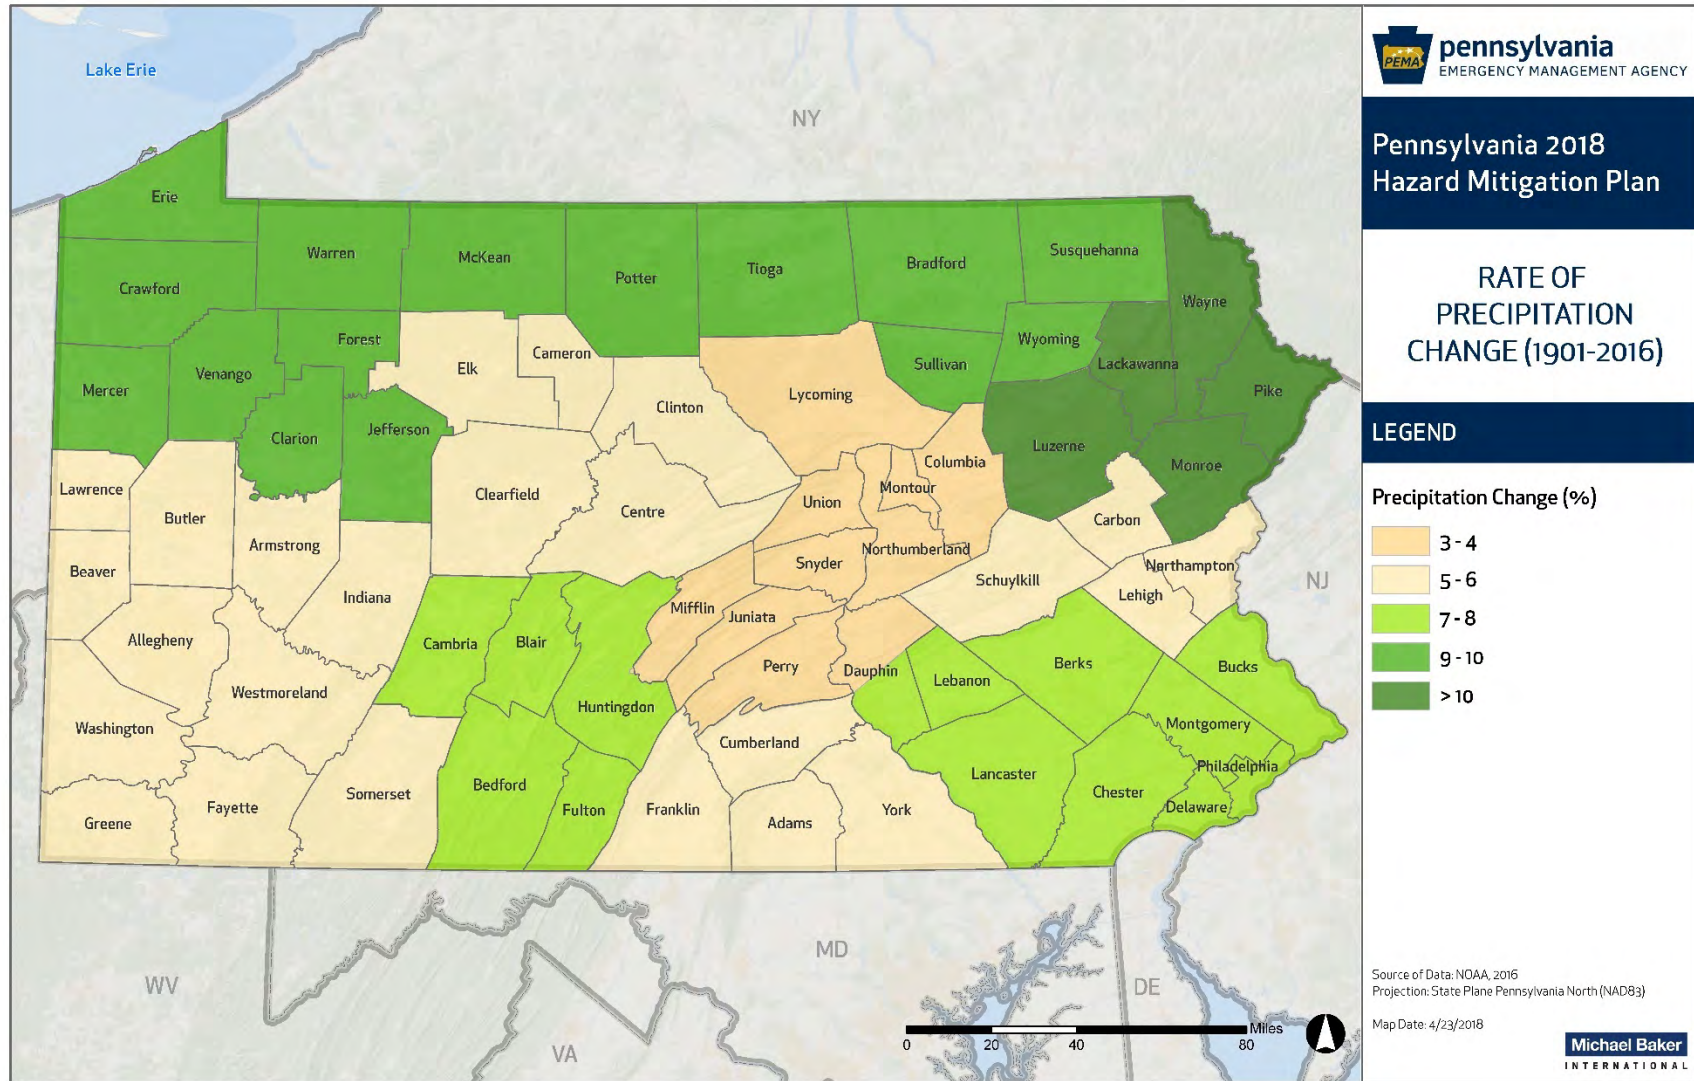 Lake Erie
NY
Erie
Warren
McKean
Potter
Tioga
Bradford
Susquehanna
Wayne
Crawford
Forest
Wyoming
Lackawanna
Pike
Mercer
Venango
Elk
Cameron
Sullivan
Clinton
Lycoming
Clarion
Jefferson
Luzerne
Monroe
Columbia
Montour
Lawrence
Butler
Clearfield
Centre
Union
Carbon
Armstrong
Northumberland
Snyder
Schuylkill
Northampton
Lehigh
NJ
Beaver
Indiana
Mifflin
Juniata
Allegheny
Cambria
Blair
Perry
Dauphin
Lebanon
Berks
Bucks
Westmoreland
Huntingdon
Washington
Cumberland
Montgomery
Philadelphia
Lancaster
Chester
Delaware
Greene
Fayette
Somerset
Bedford
Fulton
Franklin
Adams
York
WV
VA
MD
DE
Miles
0 20 40 80
PEMA
pennsylvania
EMERGENCY MANAGEMENT AGENCY
Pennsylvania 2018
Hazard Mitigation Plan
RATE OF
PRECIPITATION
CHANGE (1901-2016)
LEGEND
Precipitation Change (%)
3 - 4
5 - 6
7 - 8
9 - 10
> 10
Source of Data: NOAA, 2016
Projection: State Plane Pennsylvania North (NAD83)
Map Date: 4/23/2018
Michael Baker
INTERNATIONAL